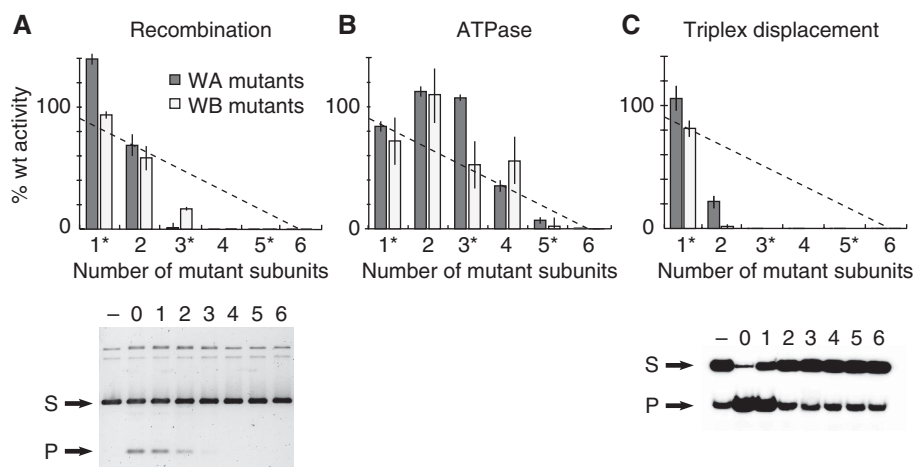 A Recombination
B ATPase
C Triplex displacement
WA mutants
WB mutants
% wt activity
100
0
1* 2 3* 4 5* 6
Number of mutant subunits
100
0
1* 2 3* 4 5* 6
Number of mutant subunits
100
0
1* 2 3* 4 5* 6
Number of mutant subunits
– 0 1 2 3 4 5 6
S
P
– 0 1 2 3 4 5 6
S
P